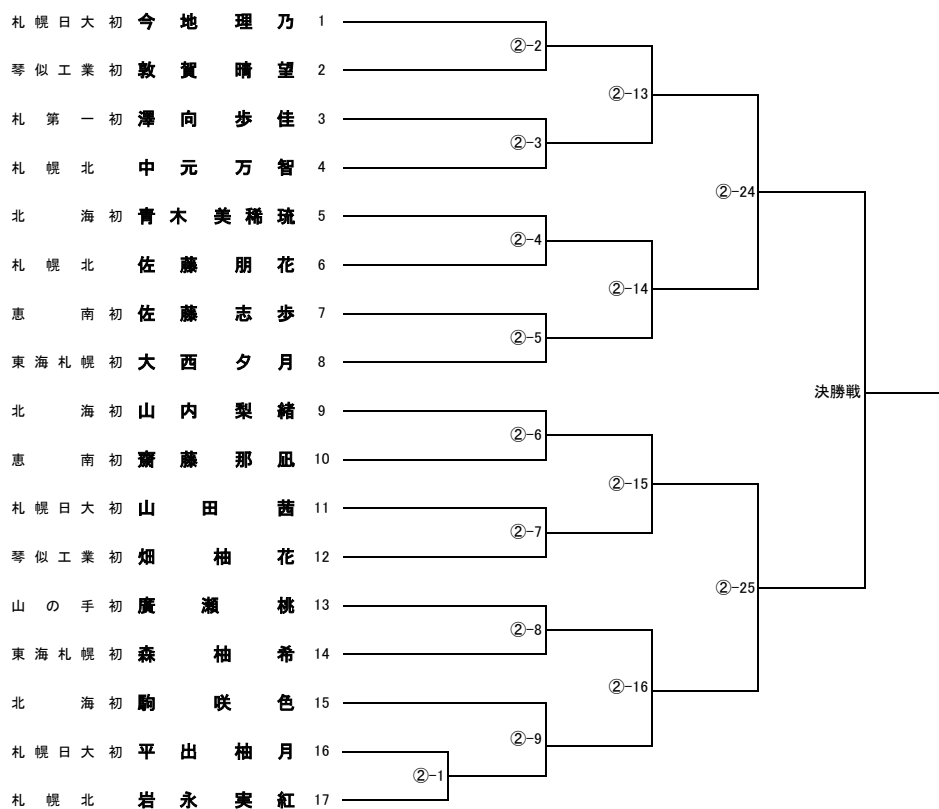 札幌日大 初 今地 理乃 1
②-2
琴似工業 初 敦賀 晴望 2
②-13
札第一 初 澤向 歩佳 3
②-3
札幌北 中元 万智 4
②-24
北海 初 青木 美稀琉 5
②-4
札幌北 佐藤 朋花 6
②-14
恵南 初 佐藤 志歩 7
②-5
東海札幌 初 大西 夕月 8
決勝戦
北海 初 山内 梨緒 9
②-6
恵南 初 齋藤 那凪 10
②-15
札幌日大 初 山田 茜 11
②-7
琴似工業 初 畑 柚花 12
②-25
山の手 初 廣瀬 桃 13
②-8
東海札幌 初 森 柚希 14
②-16
北海 初 駒 咲色 15
②-9
札幌日大 初 平出 柚月 16
②-1
札幌北 岩永 実紅 17